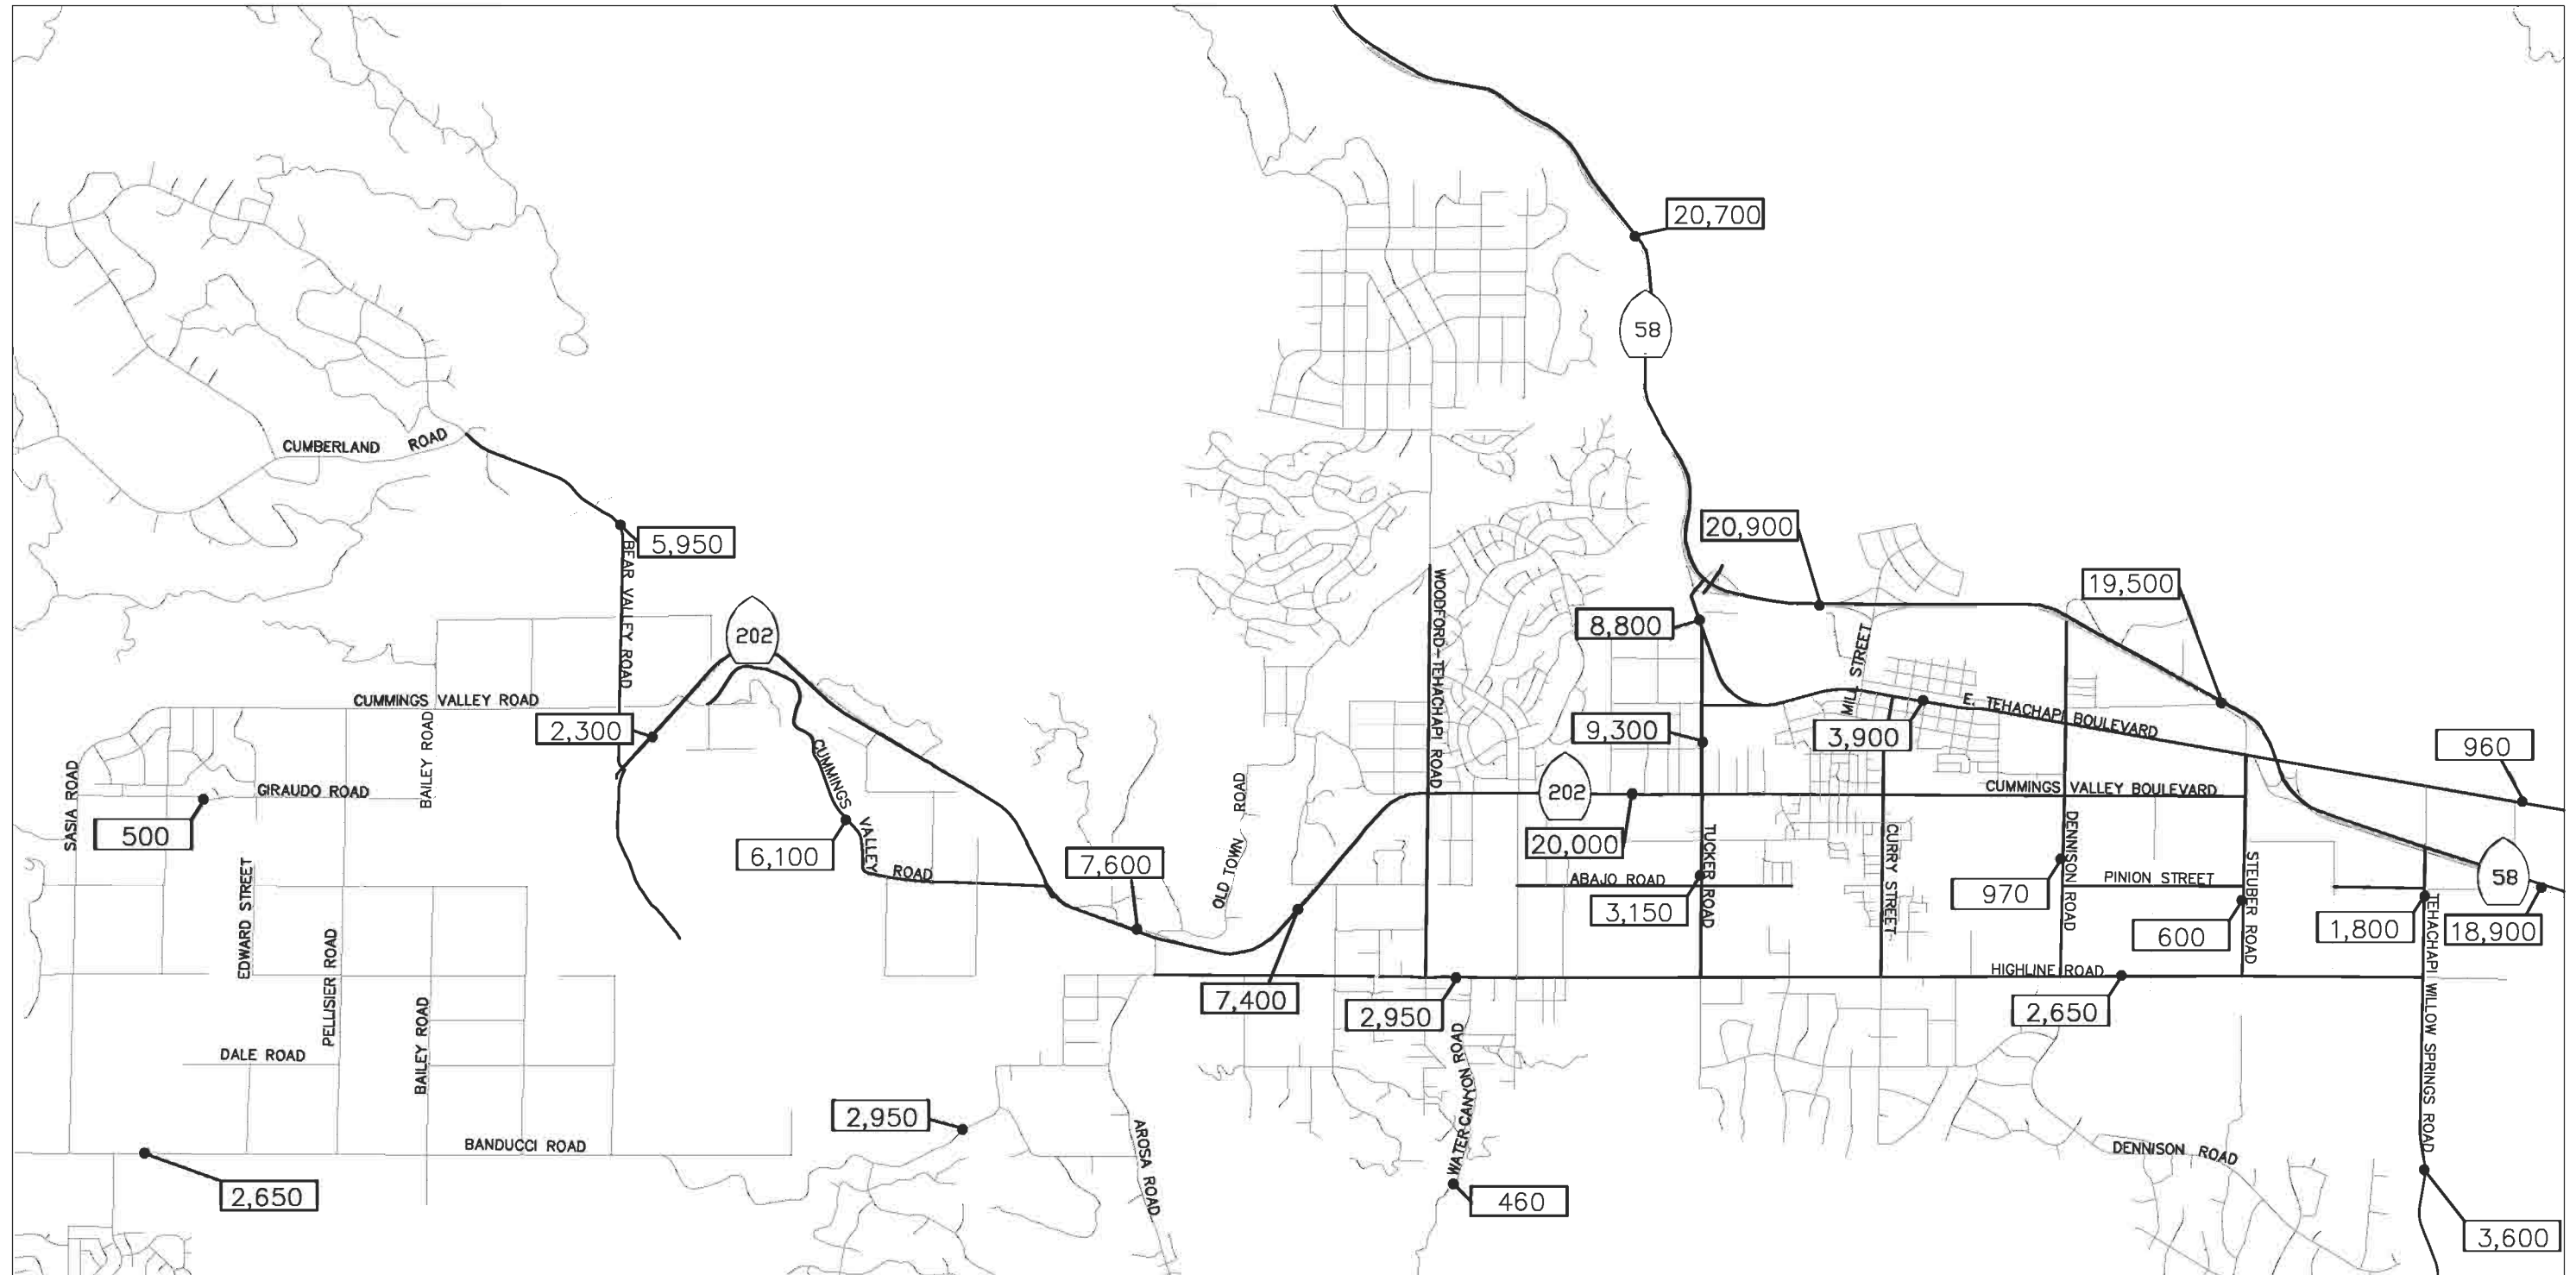 20,700
58
CUMBERLAND ROAD
20,900
5,950
BEAR VALLEY ROAD
19,500
WOODFORD-TEHACHAPI ROAD
8,800
202
MILL STREET
CUMMINGS VALLEY ROAD
E. TEHACHAPI BOULEVARD
2,300
BAILEY ROAD
9,300
3,900
960
CUMMINGS VALLEY ROAD
SASIA ROAD
GIRAUDO ROAD
OLD TOWN ROAD
202
CUMMINGS VALLEY BOULEVARD
500
6,100
7,600
20,000
TUCKER ROAD
CURRY STREET
DENNISON ROAD
STEUBER ROAD
EDWARD STREET
ABAJO ROAD
PINION STREET
58
970
3,150
600
1,800
18,900
TEHACHAPI WILLOW SPRINGS ROAD
PELLISIER ROAD
HIGHLINE ROAD
7,400
2,950
2,650
BAILEY ROAD
DALE ROAD
WATER CANYON ROAD
2,950
BANDUCCI ROAD
AROSA ROAD
DENNISON ROAD
2,650
460
3,600